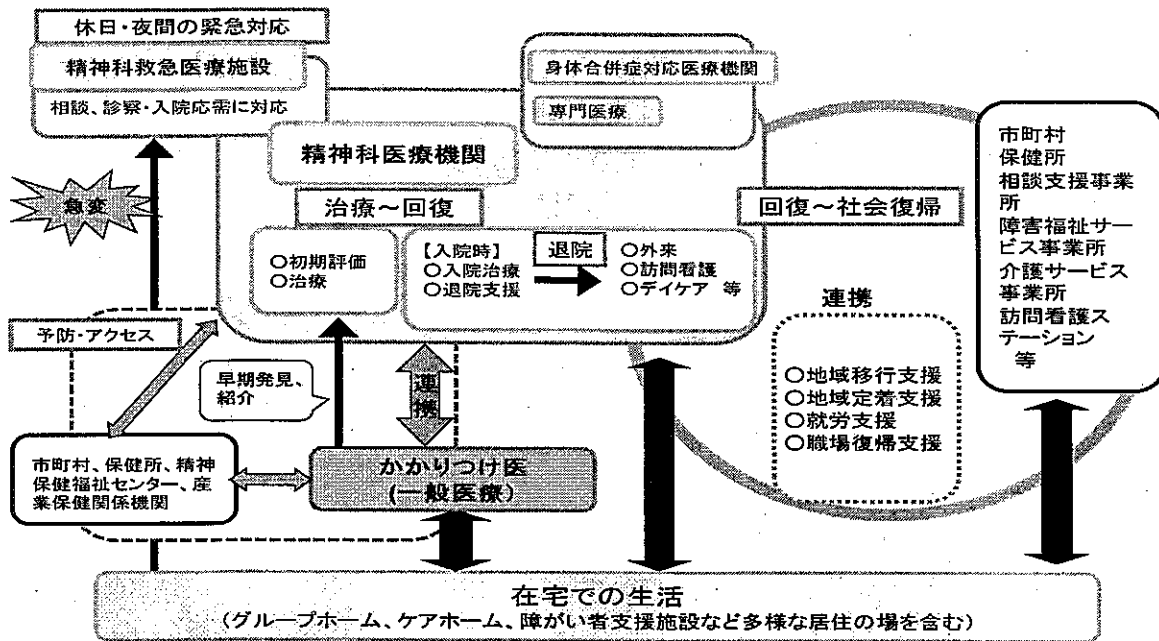 休日・夜間の緊急対応
精神科救急医療施設
相談、診察・入院応需に対応
身体合併症対応医療機関
専門医療
精神科医療機関
治療～回復
回復～社会復帰
急変
○初期評価
○治療
【入院時】
○入院治療
○退院支援
退院
○外来
○訪問看護
○デイケア 等
市町村
保健所
相談支援事業
所
障害福祉サー
ビス事業所
介護サービス
事業所
訪問看護ス
テーション
等
予防・アクセス
早期発見、
紹介
連携
連携
○地域移行支援
○地域定着支援
○就労支援
○職場復帰支援
市町村、保健所、精神
保健福祉センター、産
業保健関係機関
かかりつけ医
(一般医療)
在宅での生活
(グループホーム、ケアホーム、障がい者支援施設など多様な居住の場を含む)